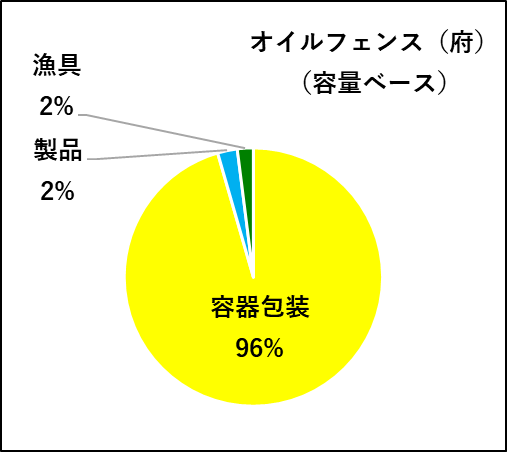 オイルフェンス（府）
（容量ベース）
漁具
2%
製品
2%
容器包装
96%